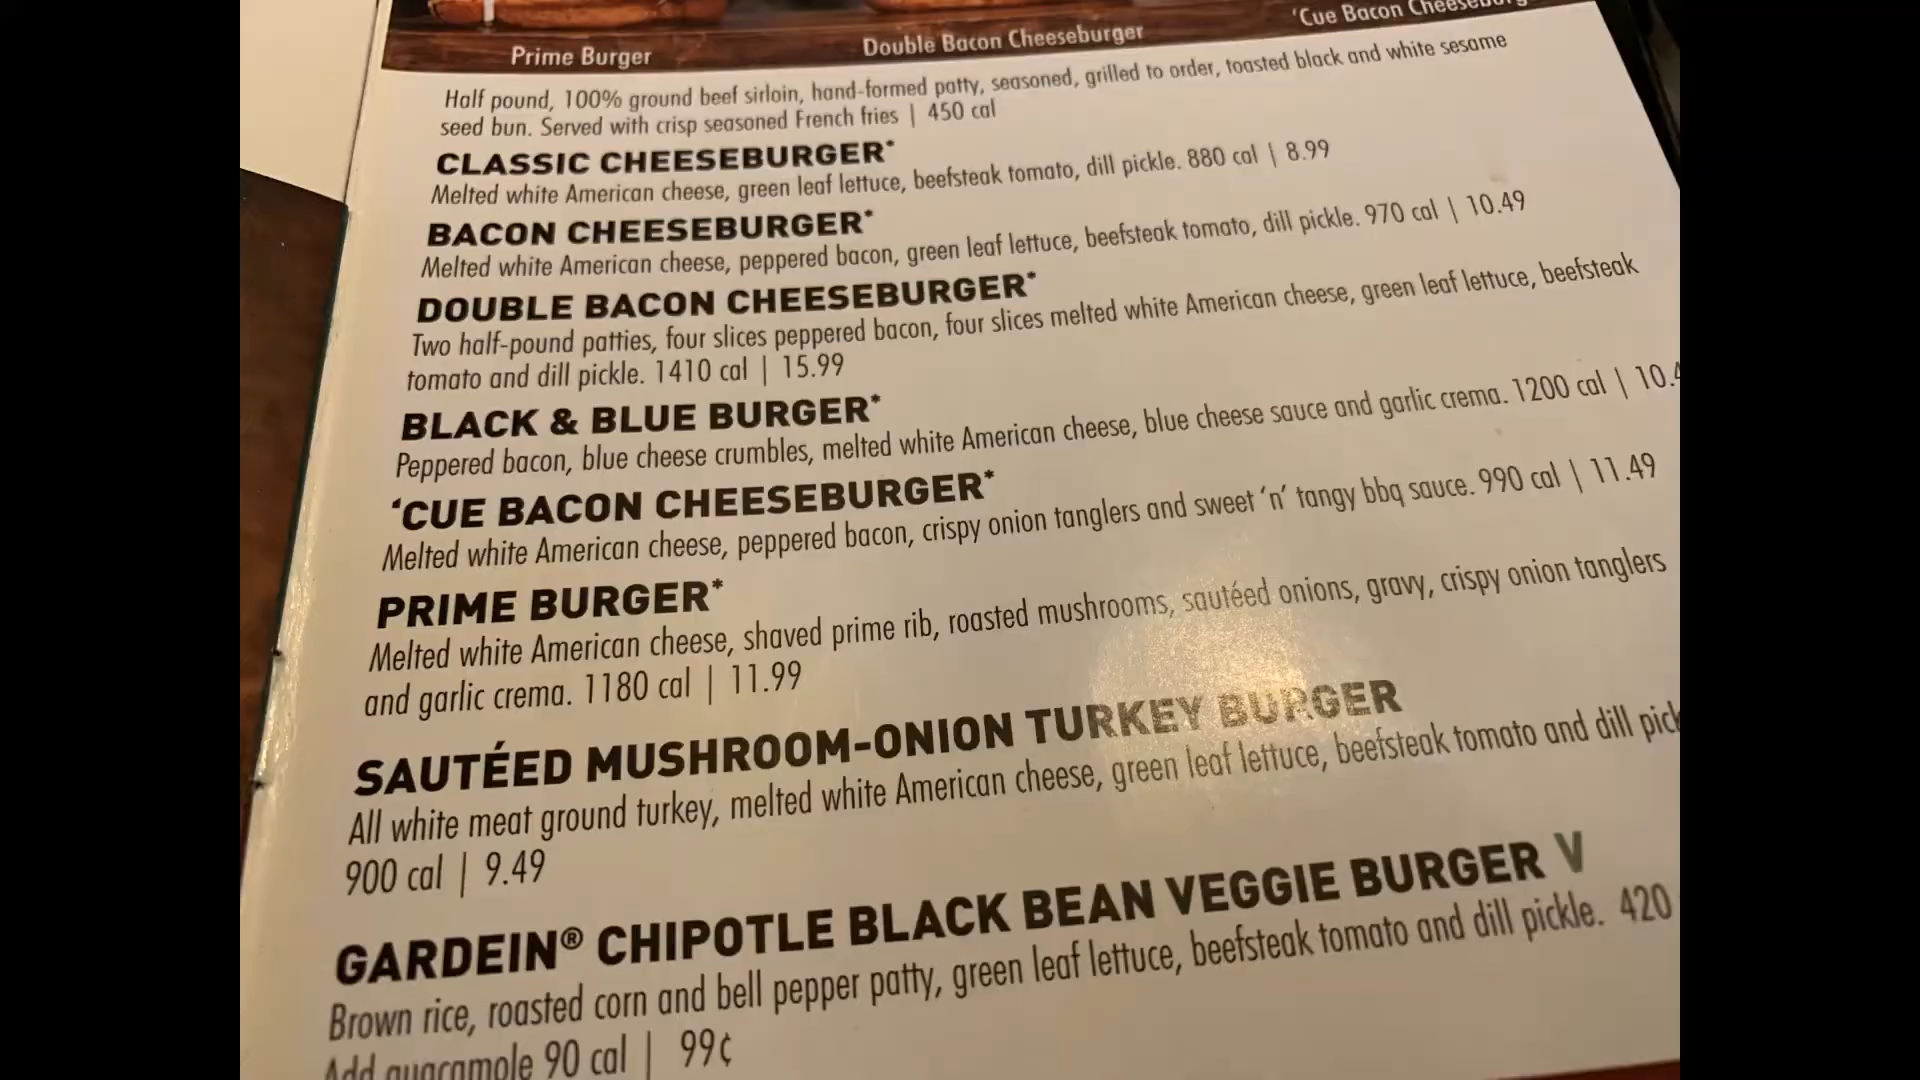 Prime Burger
Double Bacon Cheeseburger
'Cue Bacon
Half pound, 100% ground beef sirloin, hand-formed patty, seasoned, grilled to order, toasted black and white sesame
seed bun. Served with crisp seasoned French fries | 450 cal
CLASSIC CHEESEBURGER*
Melted white American cheese, green leaf lettuce, beefsteak tomato, dill pickle. 880 cal | 8.99
BACON CHEESEBURGER*
Melted white American cheese, peppered bacon, green leaf lettuce, beefsteak tomato, dill pickle. 970 cal | 10.49
DOUBLE BACON CHEESEBURGER*
Two half-pound patties, four slices peppered bacon, four slices melted white American cheese, green leaf lettuce, beefsteak
tomato and dill pickle. 1410 cal | 15.99
BLACK & BLUE BURGER*
Peppered bacon, blue cheese crumbles, melted white American cheese, blue cheese sauce and garlic crema. 1200 cal |
'CUE BACON CHEESEBURGER*
Melted white American cheese, peppered bacon, crispy onion tanglers and sweet 'n' tangy bbq sauce. 990 cal | 11.49
PRIME BURGER*
Melted white American cheese, shaved prime rib, roasted mushrooms, sautéed onions, gravy, crispy onion tanglers
and garlic crema. 1180 cal | 11.99
SAUTÉED MUSHROOM-ONION TURKEY BURGER
All white meat ground turkey, melted white American cheese, green leaf lettuce, beefsteak tomato and dill
900 cal | 9.49
GARDEIN® CHIPOTLE BLACK BEAN VEGGIE BURGER V
Brown rice, roasted corn and bell pepper patty, green leaf lettuce, beefsteak tomato and dill pickle. 420
Add guacamole 90 cal | 99¢